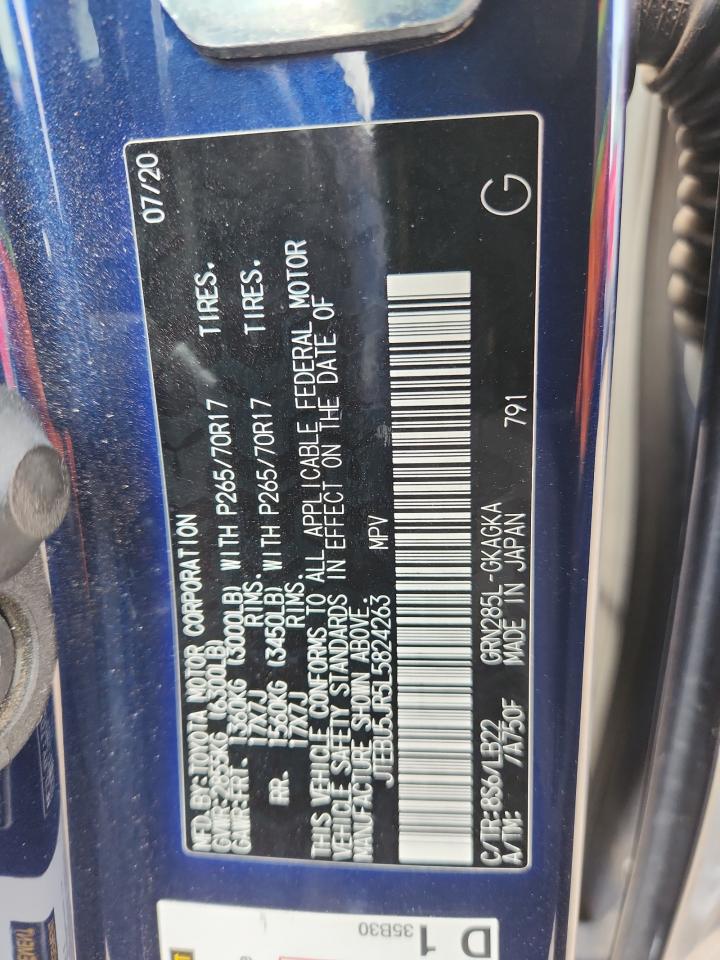 MFD. BY: TOYOTA MOTOR CORPORATION 07/20
GVWR: 2855KG (6300LB)
GAWR: FRT. 1360KG (3000LB) WITH P265/70R17 TIRES.
17X7J RIMS.
RR. 1560KG (3450LB) WITH P265/70R17 TIRES.
17X7J RIMS.
THIS VEHICLE CONFORMS TO ALL APPLICABLE FEDERAL MOTOR
VEHICLE SAFETY STANDARDS IN EFFECT ON THE DATE OF
MANUFACTURE SHOWN ABOVE.
JTEBU5JR5L5824263 MPV
C/TR: 8S6/LB22 GRN285L-GKAGKA
A/TM: /A750F MADE IN JAPAN 791
G
D 1
35B30